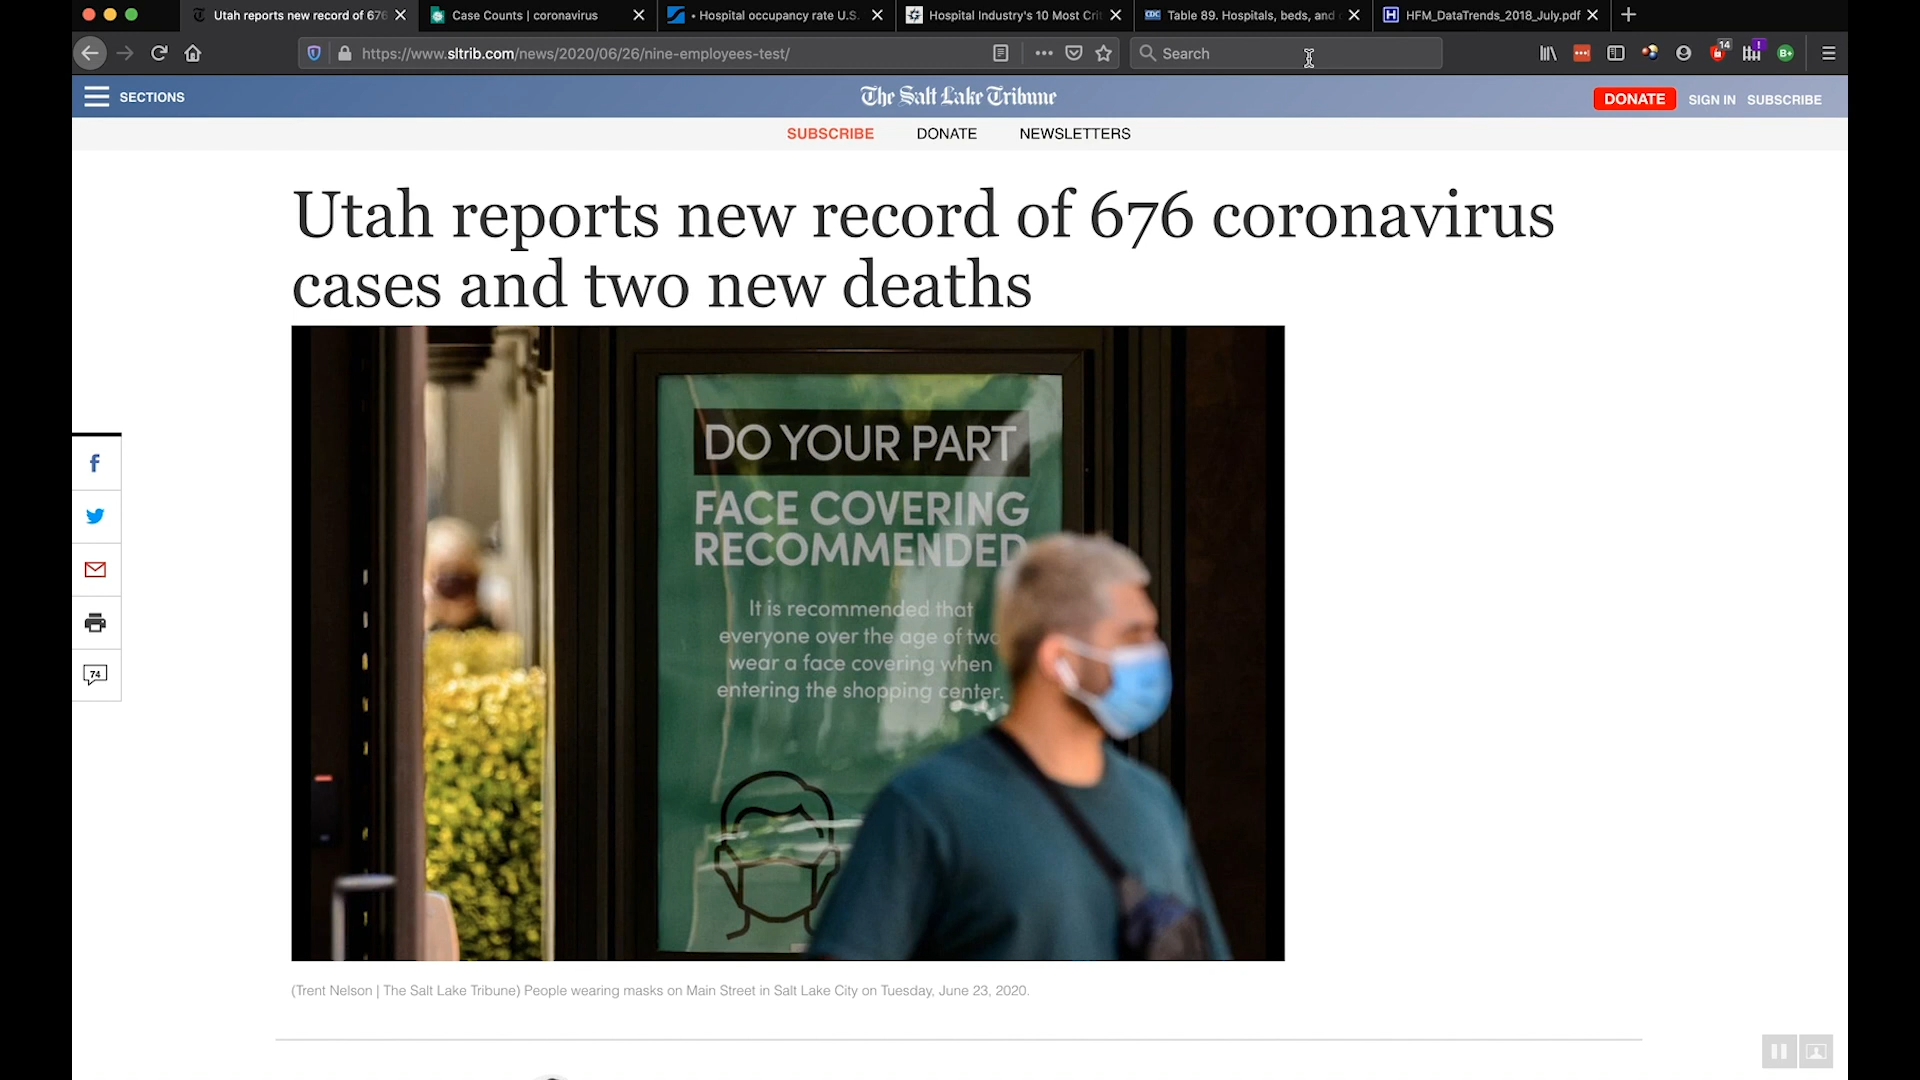 Utah reports new record of 676
Case Counts | coronavirus
• Hospital occupancy rate U.S.
Hospital Industry's 10 Most Cri
CDC
Table 89. Hospitals, beds, and
H
HFM_DataTrends_2018_July.pdf
https://www.sltrib.com/news/2020/06/26/nine-employees-test/
Search
14
B+
SECTIONS
The Salt Lake Tribune
DONATE
SIGN IN
SUBSCRIBE
SUBSCRIBE
DONATE
NEWSLETTERS
Utah reports new record of 676 coronavirus
cases and two new deaths
DO YOUR PART
FACE COVERING
RECOMMENDED
It is recommended that
everyone over the age of two
wear a face covering when
entering the shopping center.
74
(Trent Nelson | The Salt Lake Tribune) People wearing masks on Main Street in Salt Lake City on Tuesday, June 23, 2020.